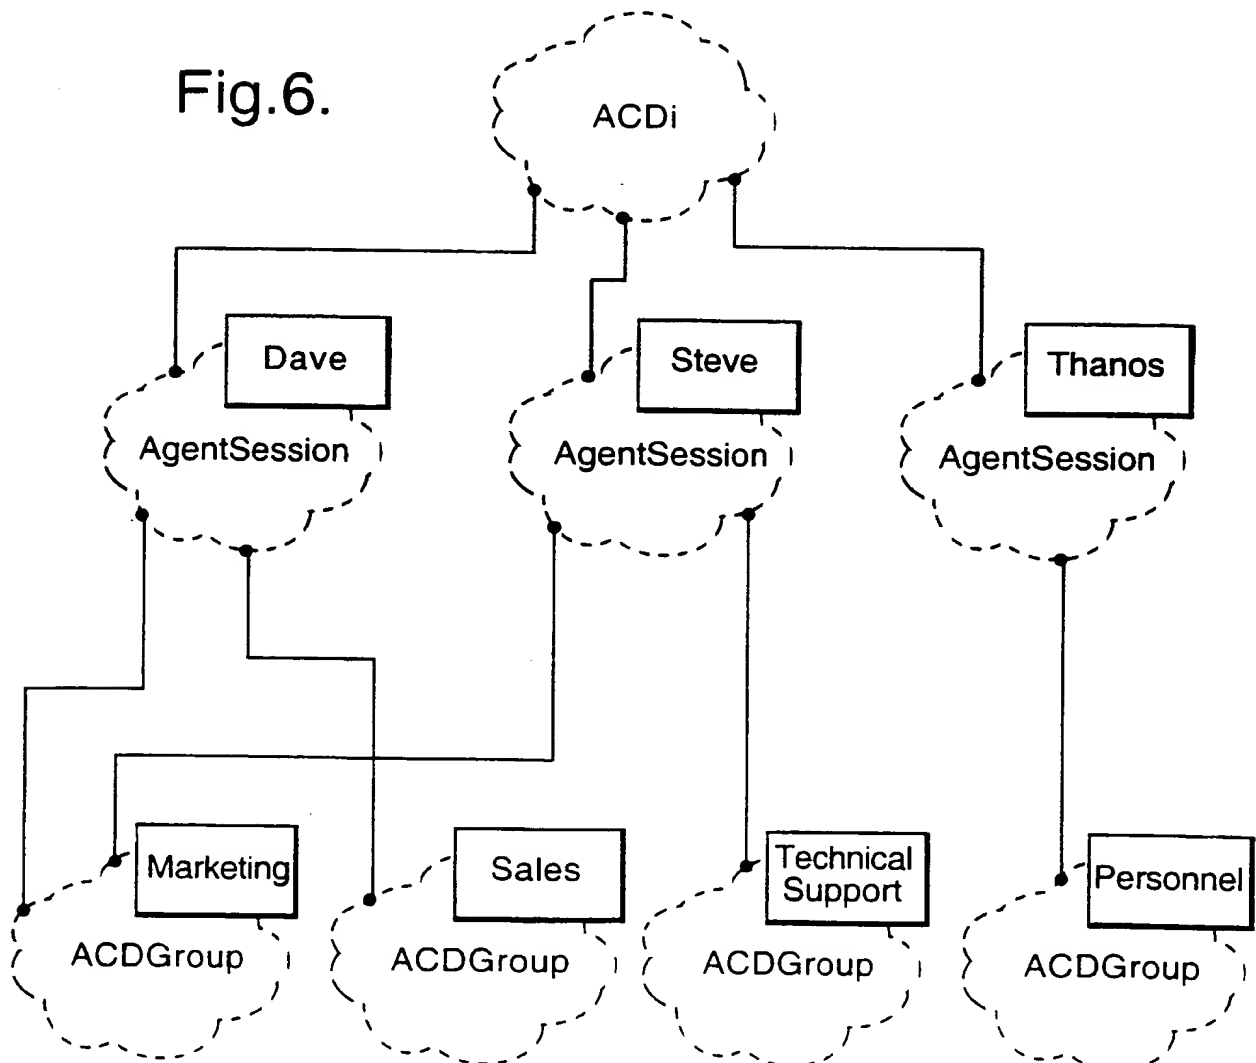 Fig.6.
ACDi
Dave
Steve
Thanos
AgentSession
AgentSession
AgentSession
Marketing
Sales
Technical
Support
Personnel
ACDGroup
ACDGroup
ACDGroup
ACDGroup